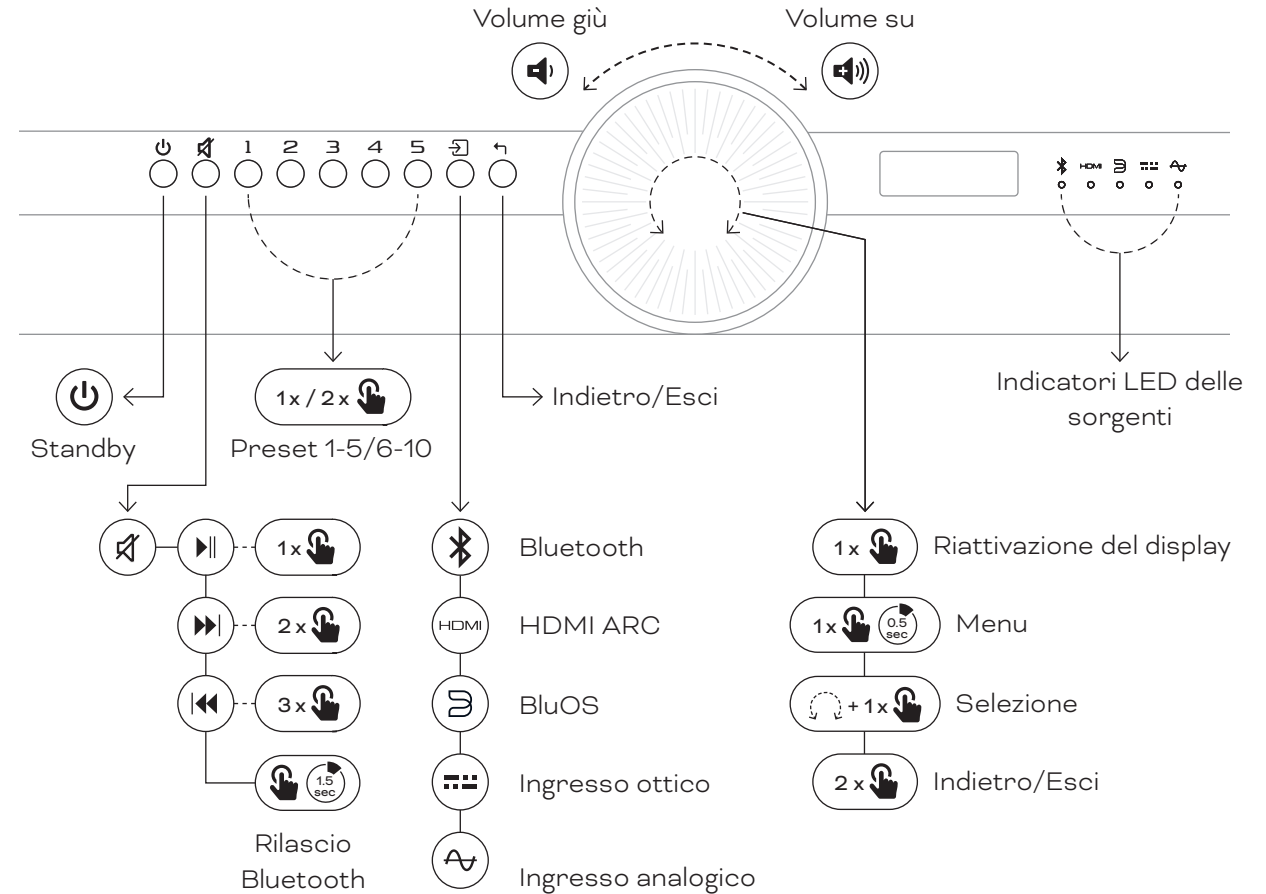 Volume giù
Volume su
1 2 3 4 5
HDMI
Indicatori LED delle
sorgenti
1x / 2x
Indietro/Esci
Standby
Preset 1-5/6-10
1x
Bluetooth
1x
Riattivazione del display
2x
HDMI
HDMI ARC
1x
0.5
sec
Menu
3x
BluOS
+ 1x
Selezione
1.5
sec
Ingresso ottico
2x
Indietro/Esci
Rilascio
Bluetooth
Ingresso analogico